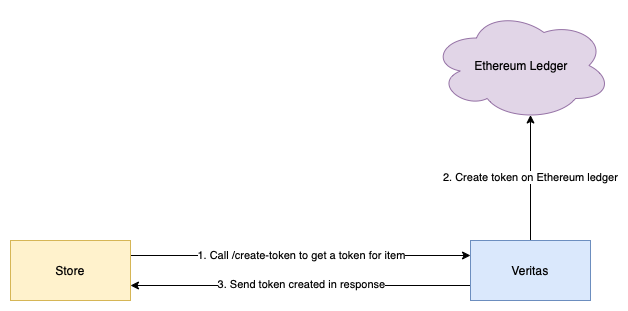 Ethereum Ledger
2. Create token on Ethereum ledger
1. Call /create-token to get a token for item
Store
Veritas
3. Send token created in response